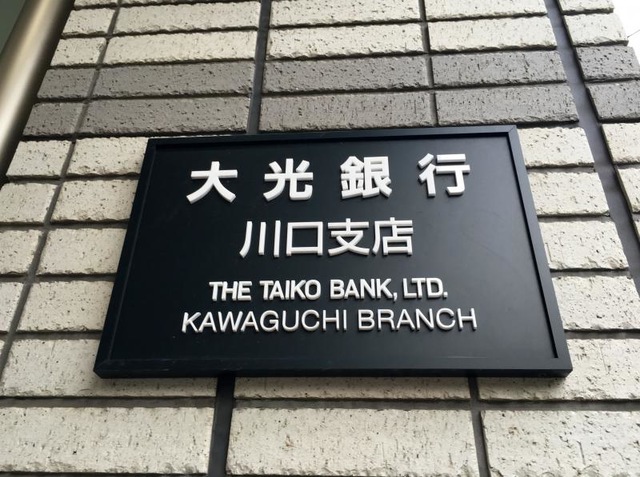 大光銀行
川口支店
THE TAIKO BANK, LTD.
KAWAGUCHI BRANCH